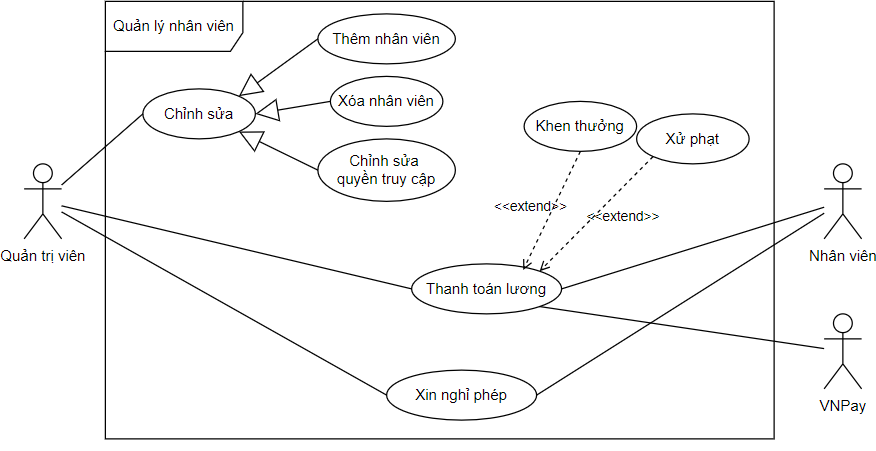 Quản lý nhân viên
Thêm nhân viên
Chỉnh sửa
Xóa nhân viên
Chỉnh sửa
quyền truy cập
Khen thưởng
Xử phạt
<<extend>>
<<extend>>
Quản trị viên
Nhân viên
Thanh toán lương
Xin nghỉ phép
VNPay